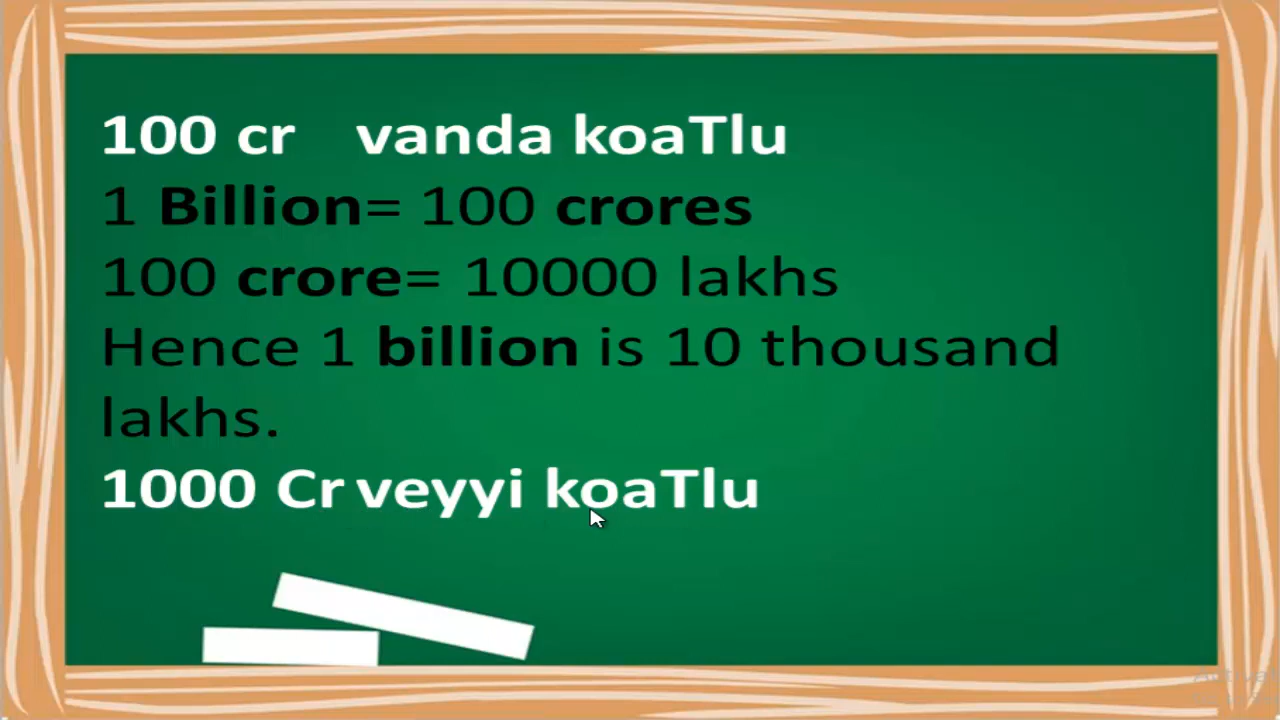 100 cr vanda koaTlu
1 Billion= 100 crores
100 crore= 10000 lakhs
Hence 1 billion is 10 thousand
lakhs.
1000 Cr veyyi koaTlu